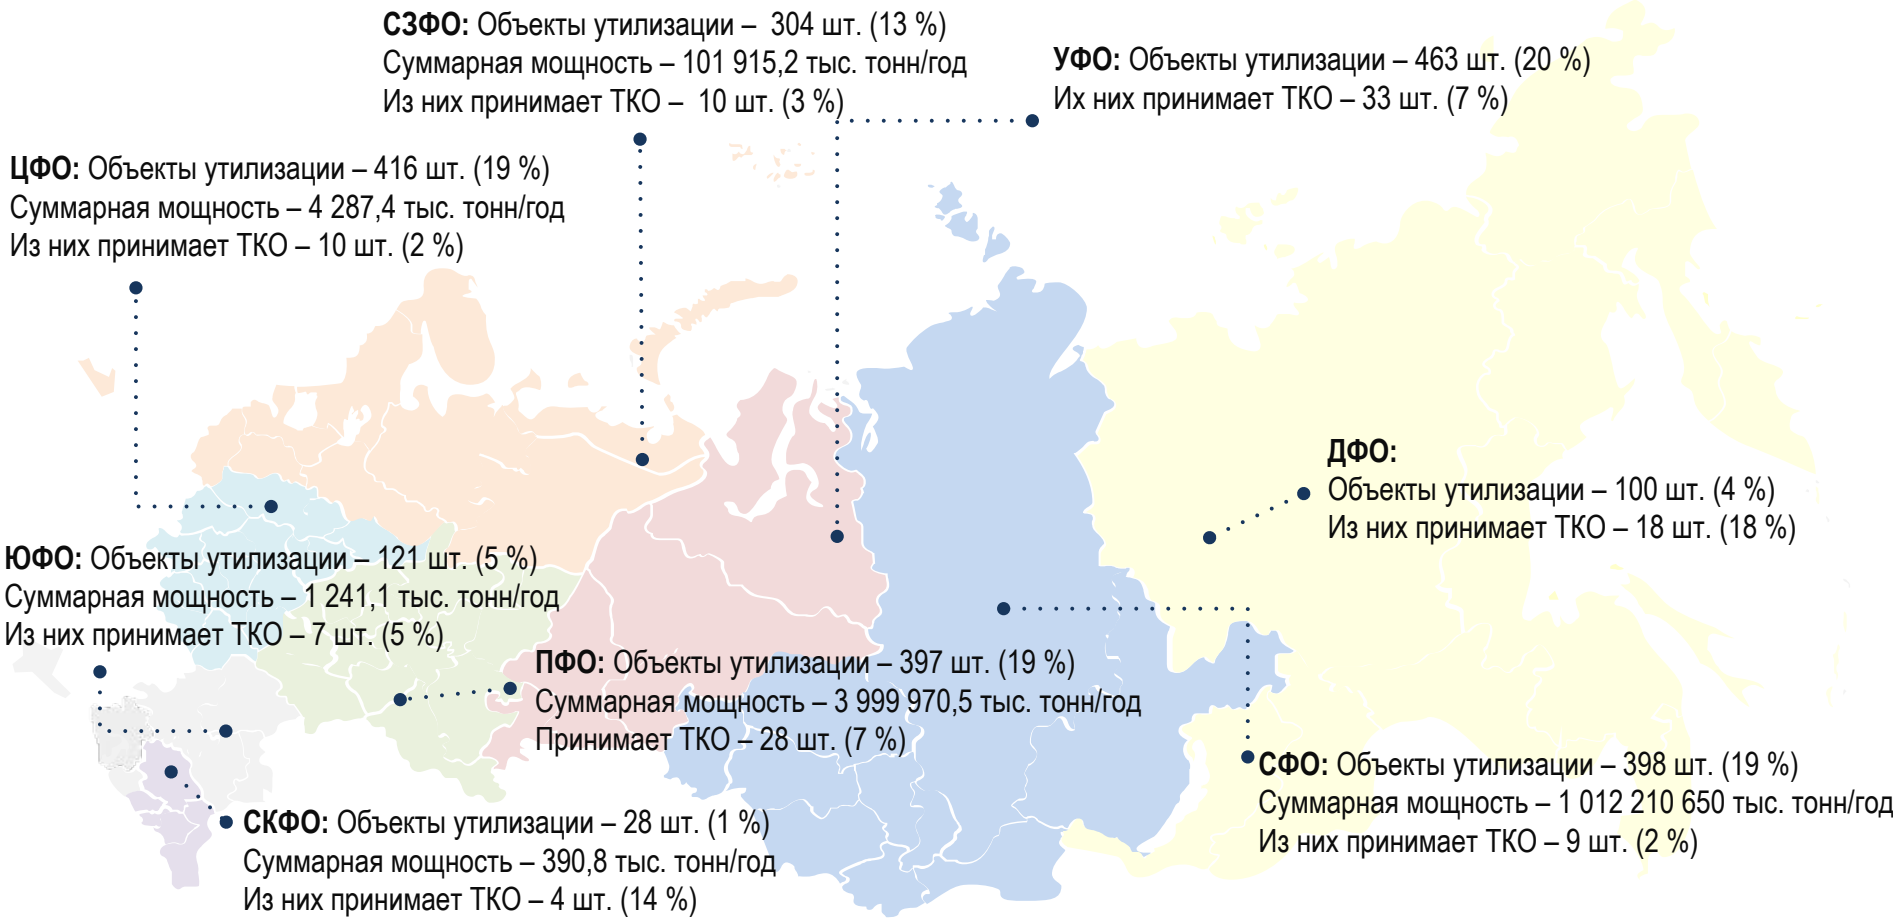 СЗФО: Объекты утилизации – 304 шт. (13 %)
Суммарная мощность – 101 915,2 тыс. тонн/год
Из них принимает ТКО – 10 шт. (3 %)
УФО: Объекты утилизации – 463 шт. (20 %)
Их них принимает ТКО – 33 шт. (7 %)
ЦФО: Объекты утилизации – 416 шт. (19 %)
Суммарная мощность – 4 287,4 тыс. тонн/год
Из них принимает ТКО – 10 шт. (2 %)
ДФО:
Объекты утилизации – 100 шт. (4 %)
Из них принимает ТКО – 18 шт. (18 %)
ЮФО: Объекты утилизации – 121 шт. (5 %)
Суммарная мощность – 1 241,1 тыс. тонн/год
Из них принимает ТКО – 7 шт. (5 %)
ПФО: Объекты утилизации – 397 шт. (19 %)
Суммарная мощность – 3 999 970,5 тыс. тонн/год
Принимает ТКО – 28 шт. (7 %)
СФО: Объекты утилизации – 398 шт. (19 %)
Суммарная мощность – 1 012 210 650 тыс. тонн/год
Из них принимает ТКО – 9 шт. (2 %)
СКФО: Объекты утилизации – 28 шт. (1 %)
Суммарная мощность – 390,8 тыс. тонн/год
Из них принимает ТКО – 4 шт. (14 %)